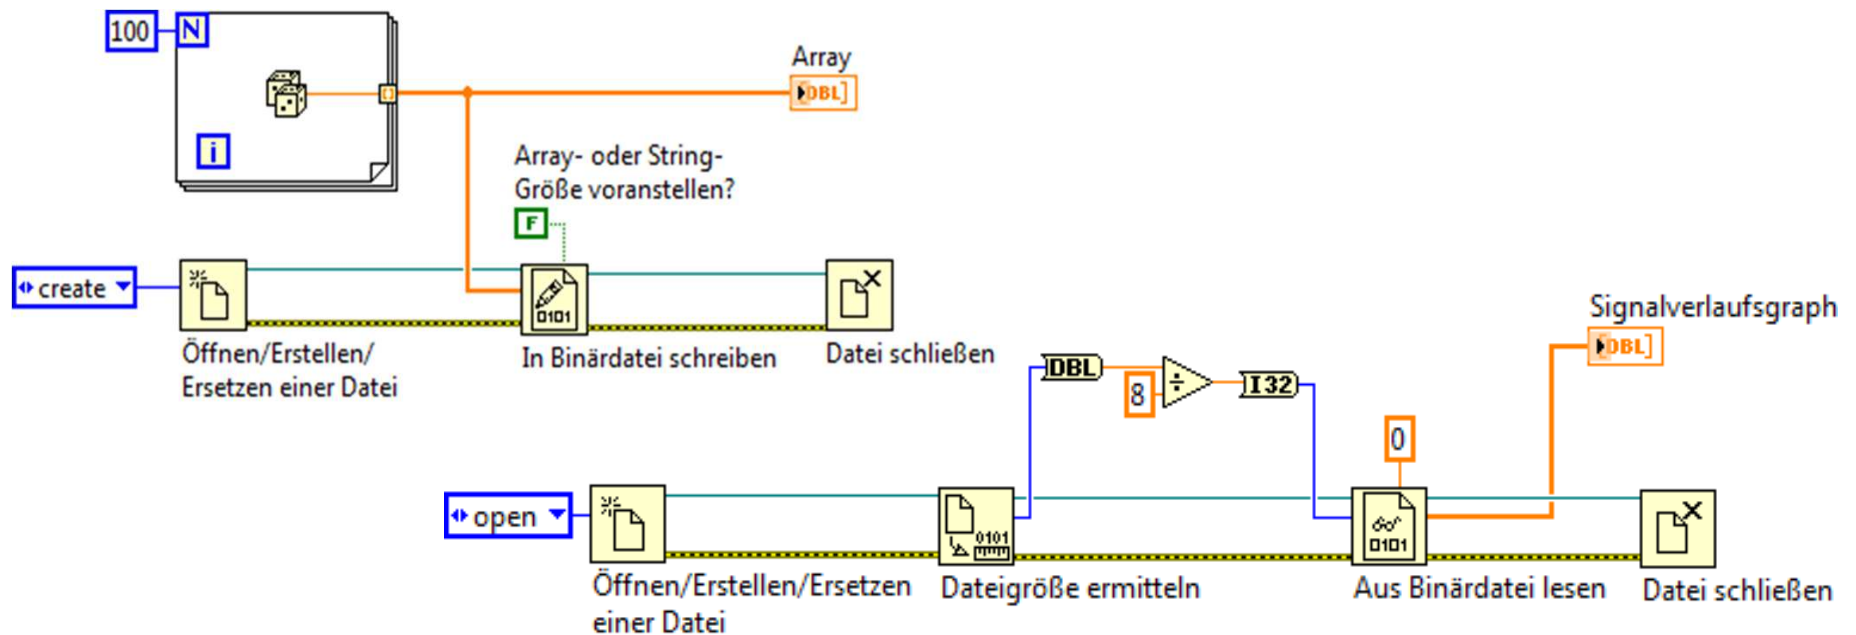 100
N
i
Array
DBL
Array- oder String-
Größe voranstellen?
F
create
0101
Öffnen/Erstellen/
Ersetzen einer Datei
In Binärdatei schreiben
Datei schließen
Signalverlaufsgraph
DBL
DBL
8
÷
I32
0
open
0101
0101
Öffnen/Erstellen/Ersetzen
einer Datei
Dateigröße ermitteln
Aus Binärdatei lesen
Datei schließen